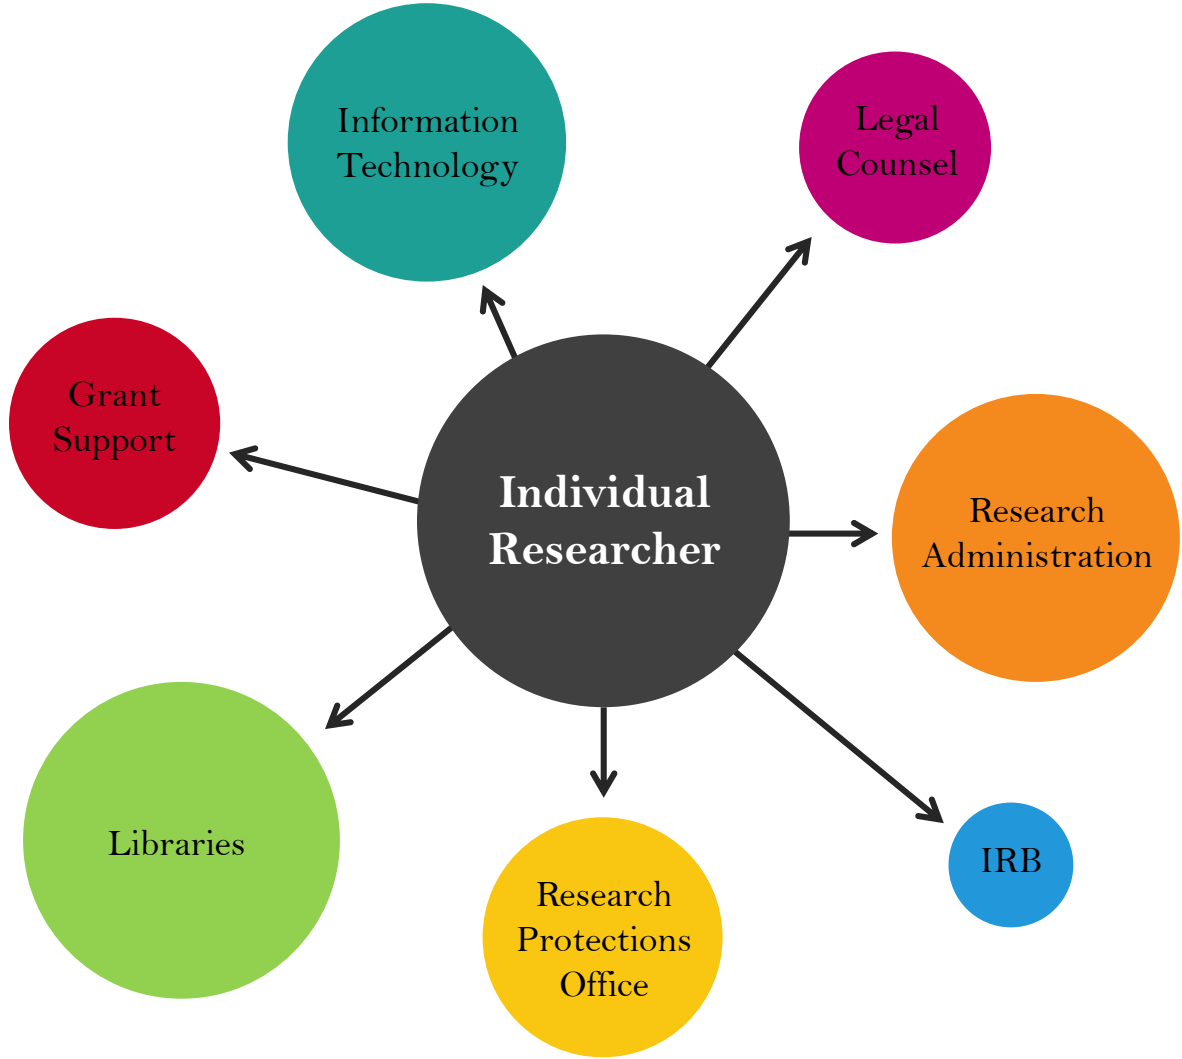 Information
Technology
Legal
Counsel
Grant
Support
Individual
Researcher
Research
Administration
Libraries
IRB
Research
Protections
Office